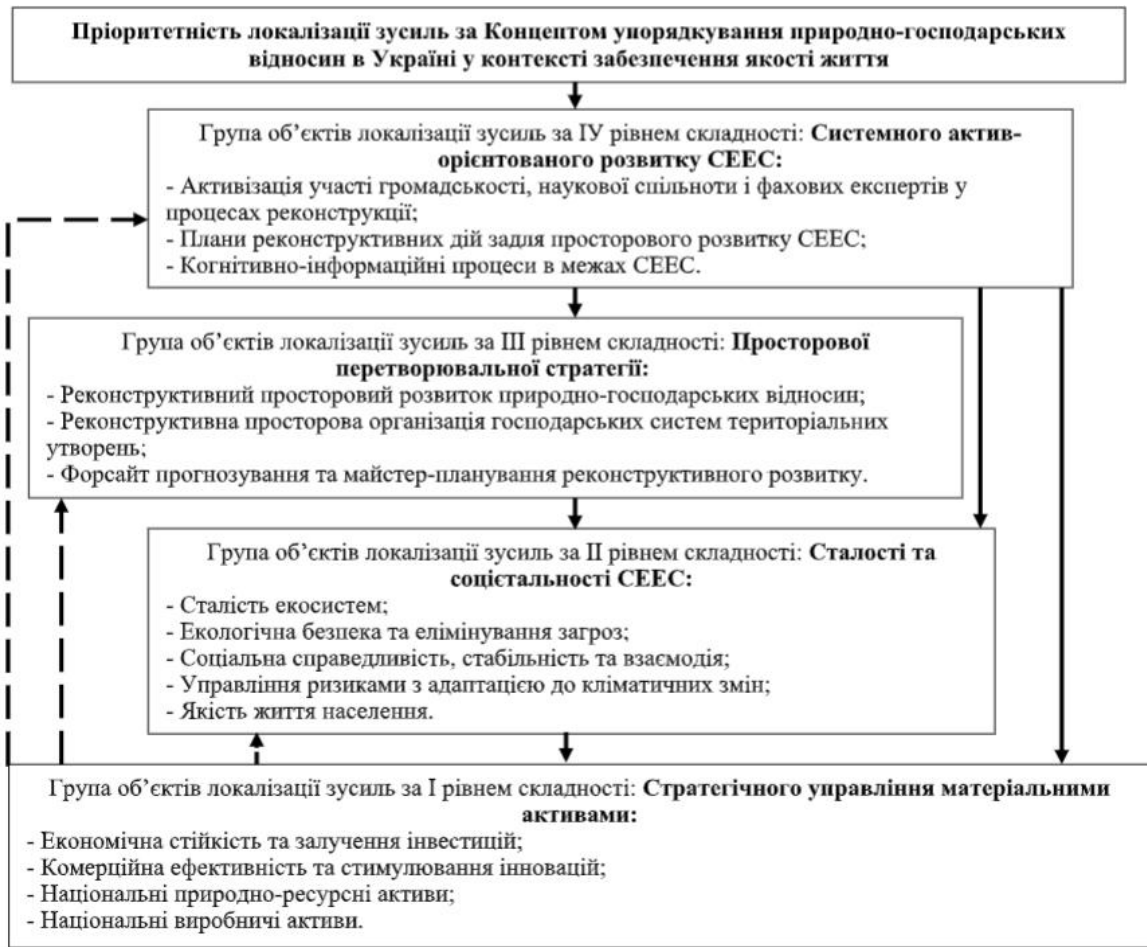 Пріоритетність локалізації зусиль за Концептом упорядкування природно-господарських
відносин в Україні у контексті забезпечення якості життя
Група об’єктів локалізації зусиль за ІУ рівнем складності: Системного актив-
орієнтованого розвитку СЕЕС:
- Активізація участі громадськості, наукової спільноти і фахових експертів у
процесах реконструкції;
- Плани реконструктивних дій задля просторового розвитку СЕЕС;
- Когнітивно-інформаційні процеси в межах СЕЕС.
Група об’єктів локалізації зусиль за ІІІ рівнем складності: Просторової
перетворювальної стратегії:
- Реконструктивний просторовий розвиток природно-господарських відносин;
- Реконструктивна просторова організація господарських систем територіальних
утворень;
- Форсайт прогнозування та майстер-планування реконструктивного розвитку.
Група об’єктів локалізації зусиль за ІІ рівнем складності: Сталості та
соцієтальності СЕЕС:
- Сталість екосистем;
- Екологічна безпека та елімінування загроз;
- Соціальна справедливість, стабільність та взаємодія;
- Управління ризиками з адаптацією до кліматичних змін;
- Якість життя населення.
Група об’єктів локалізації зусиль за І рівнем складності: Стратегічного управління матеріальними
активами:
- Економічна стійкість та залучення інвестицій;
- Комерційна ефективність та стимулювання інновацій;
- Національні природно-ресурсні активи;
- Національні виробничі активи.